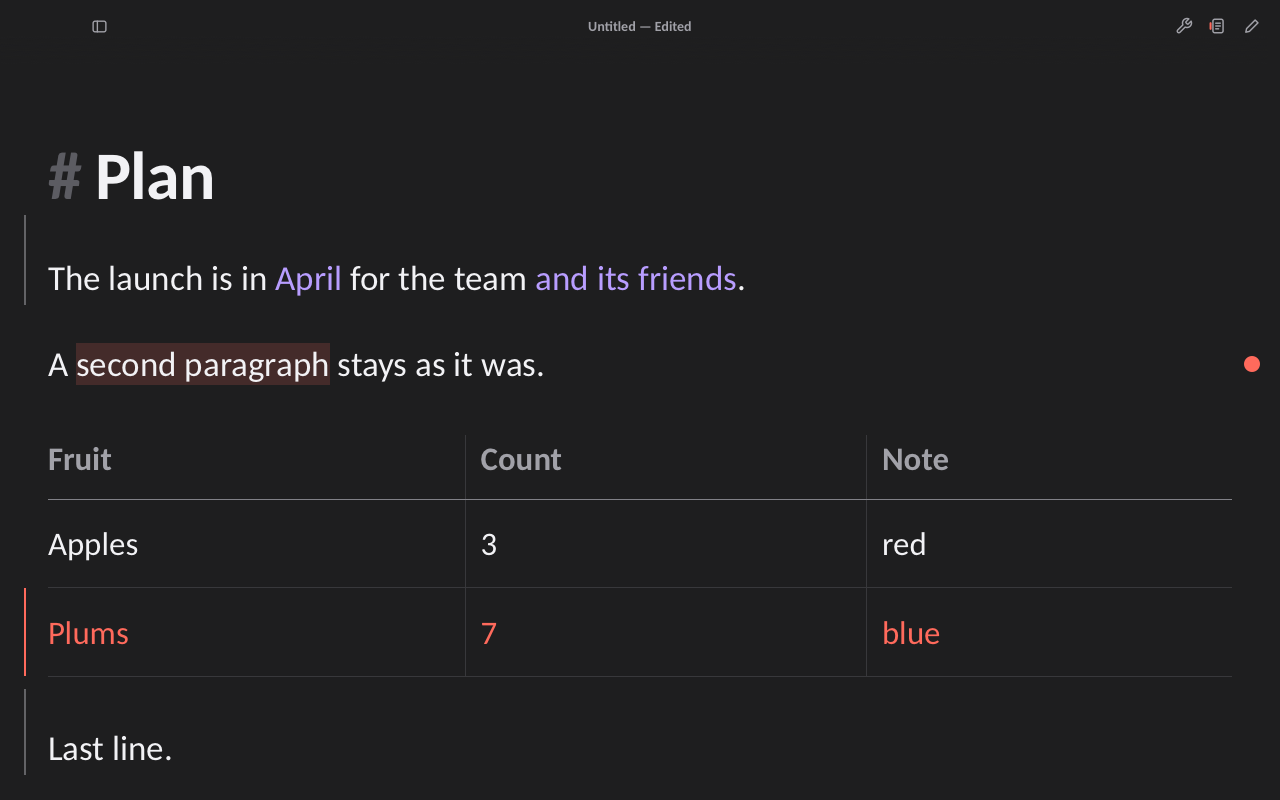 Untitled — Edited
# Plan
The launch is in April for the team and its friends.
A second paragraph stays as it was.
Fruit Count Note
Apples 3 red
Plums 7 blue
Last line.